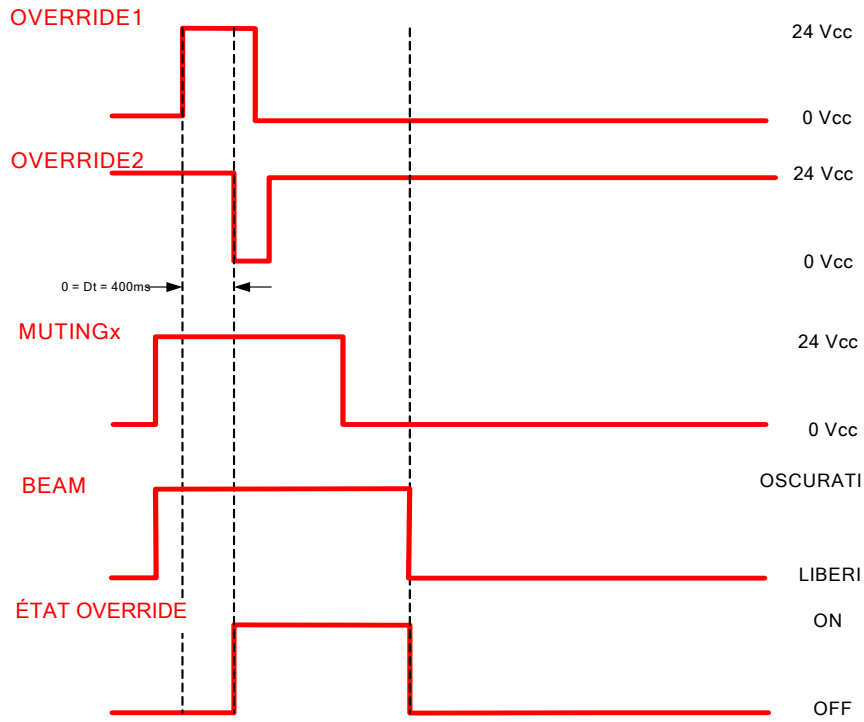 OVERRIDE1
24 Vcc
0 Vcc
OVERRIDE2
24 Vcc
0 Vcc
0 = Dt = 400ms
MUTINGx
24 Vcc
0 Vcc
BEAM
OSCURATI
LIBERI
ÉTAT OVERRIDE
ON
OFF